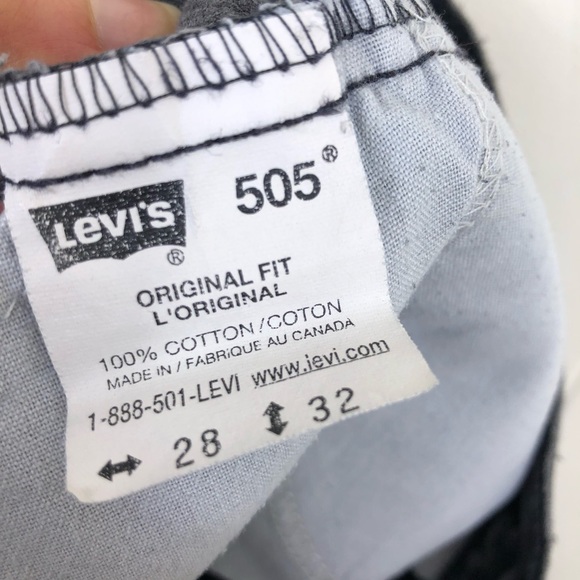 Levi's®
505®
ORIGINAL FIT
L'ORIGINAL
100% COTTON/COTON
MADE IN / FABRIQUE AU CANADA
1-888-501-LEVI www.levi.com
↔ 28 ↕ 32